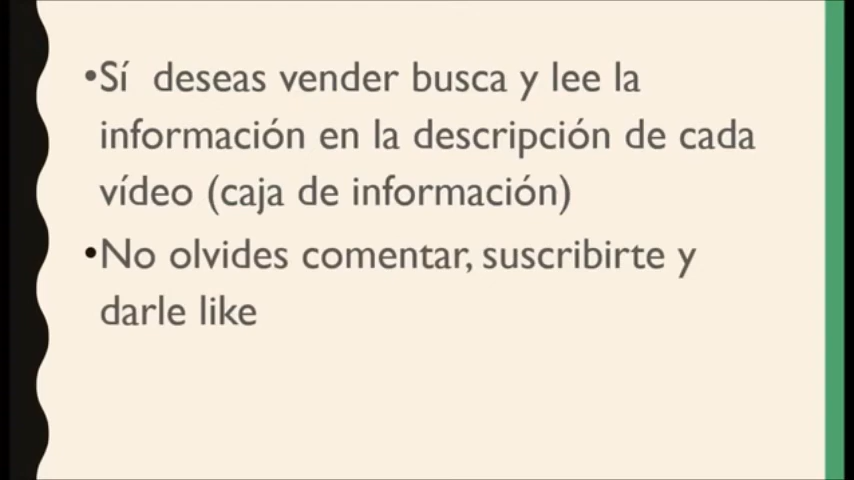 •Sí  deseas vender busca y lee la
información en la descripción de cada
vídeo (caja de información)
•No olvides comentar, suscribirte y
darle like